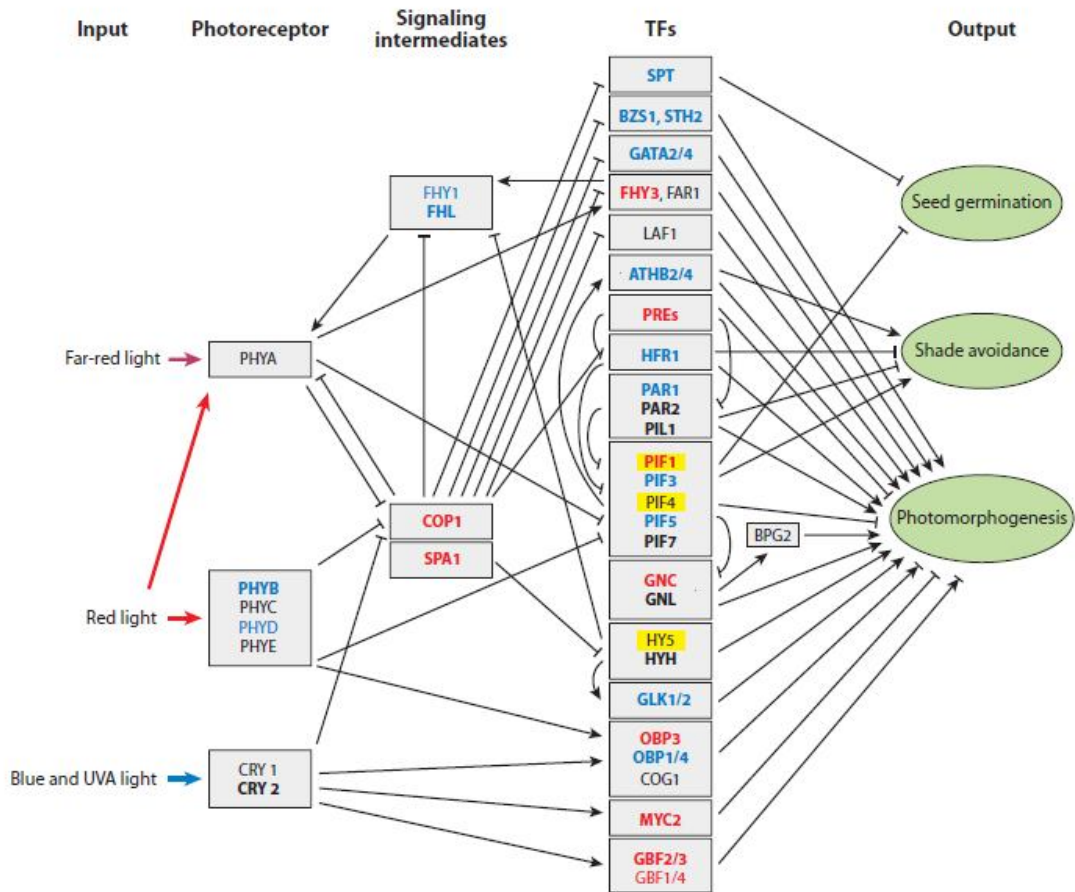 Input
Photoreceptor
Signaling
intermediates
TFs
Output
SPT
BZS1, STH2
GATA2/4
FHY3, FAR1
LAF1
ATHB2/4
PREs
HFR1
PAR1
PAR2
PIL1
PIF1
PIF3
PIF4
PIF5
PIF7
GNC
GNL
HY5
HYH
GLK1/2
OBP3
OBP1/4
COG1
MYC2
GBF2/3
GBF1/4
FHY1
FHL
COP1
SPA1
BPG2
Far-red light
PHYA
Red light
PHYB
PHYC
PHYD
PHYE
Blue and UVA light
CRY 1
CRY 2
Seed germination
Shade avoidance
Photomorphogenesis